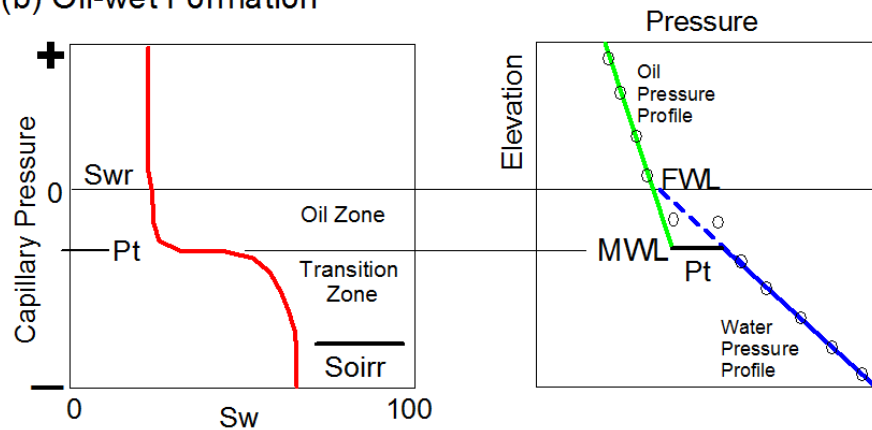 (b) Oil-wet Formation
Pressure
+
Capillary Pressure
Swr
0
Pt
Oil Zone
Transition
Zone
Soirr
0
Sw
100
Elevation
Oil
Pressure
Profile
FWL
MWL
Pt
Water
Pressure
Profile